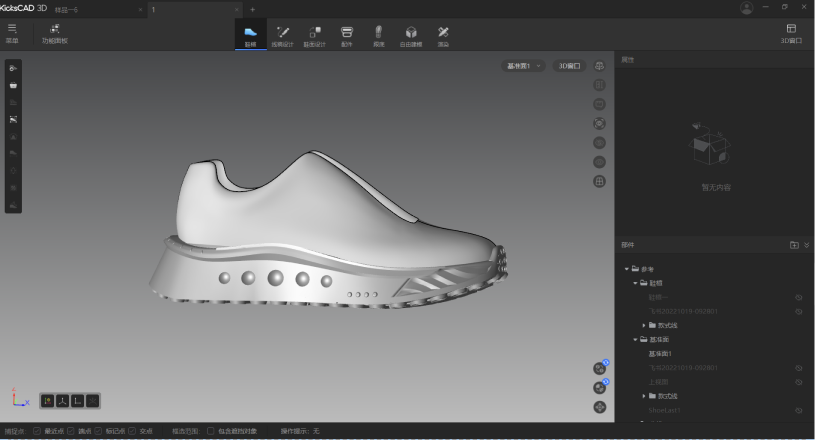 KicksCAD 3D 样品一6 × 1 × +
菜单 功能面板 鞋楦 线稿设计 鞋面设计 配件 鞋底 自由建模 渲染 3D窗口
基准面1 3D窗口
属性
暂无内容
部件
参考
鞋楦
鞋楦一
飞书20221019-092801
款式线
基准面
基准面1
飞书20221019-092801
上视图
款式线
ShoeLast1
捕捉点: 最近点 端点 标记点 交点 框选范围: 包含遮挡对象 操作提示: 无